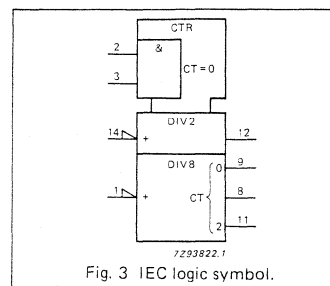 CTR
&
2
CT=0
3
DIV2
14 + 12
DIV8
0 9
1 + CT 8
2 11
7Z93822.1
Fig. 3 IEC logic symbol.